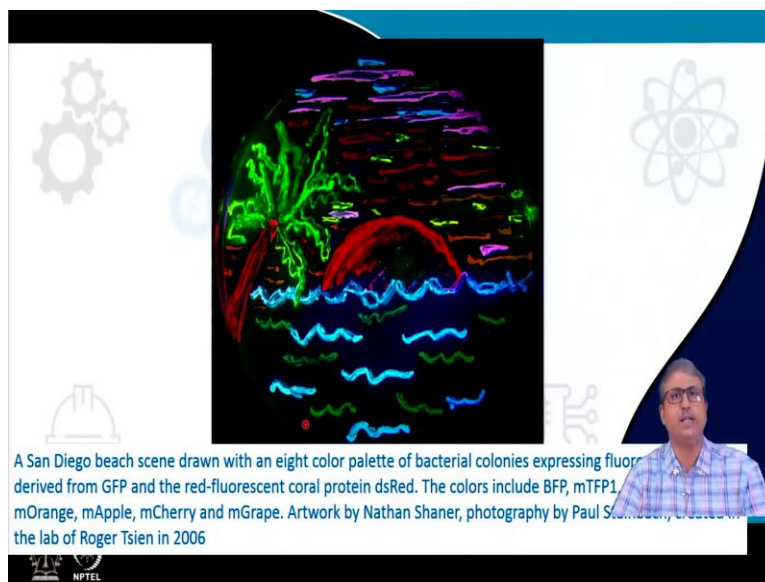 A San Diego beach scene drawn with an eight color palette of bacterial colonies expressing
derived from GFP and the red-fluorescent coral protein dsRed. The colors include BFP, mTFP1,
mOrange, mApple, mCherry and mGrape. Artwork by Nathan Shaner, photography by Paul
the lab of Roger Tsien in 2006
NPTEL